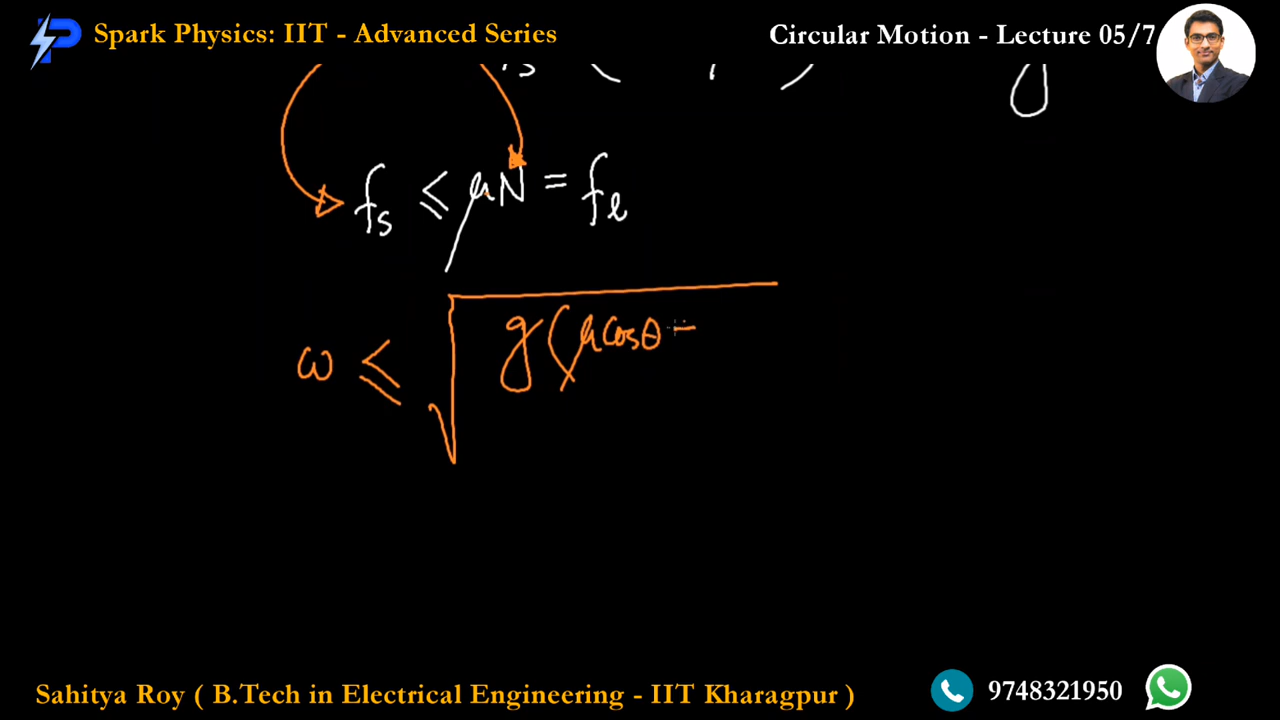 Spark Physics: IIT - Advanced Series
Circular Motion - Lecture 05/7
fs ≤ μN = fl
ω ≤ √ g(μcosθ -
Sahitya Roy ( B.Tech in Electrical Engineering - IIT Kharagpur )
9748321950